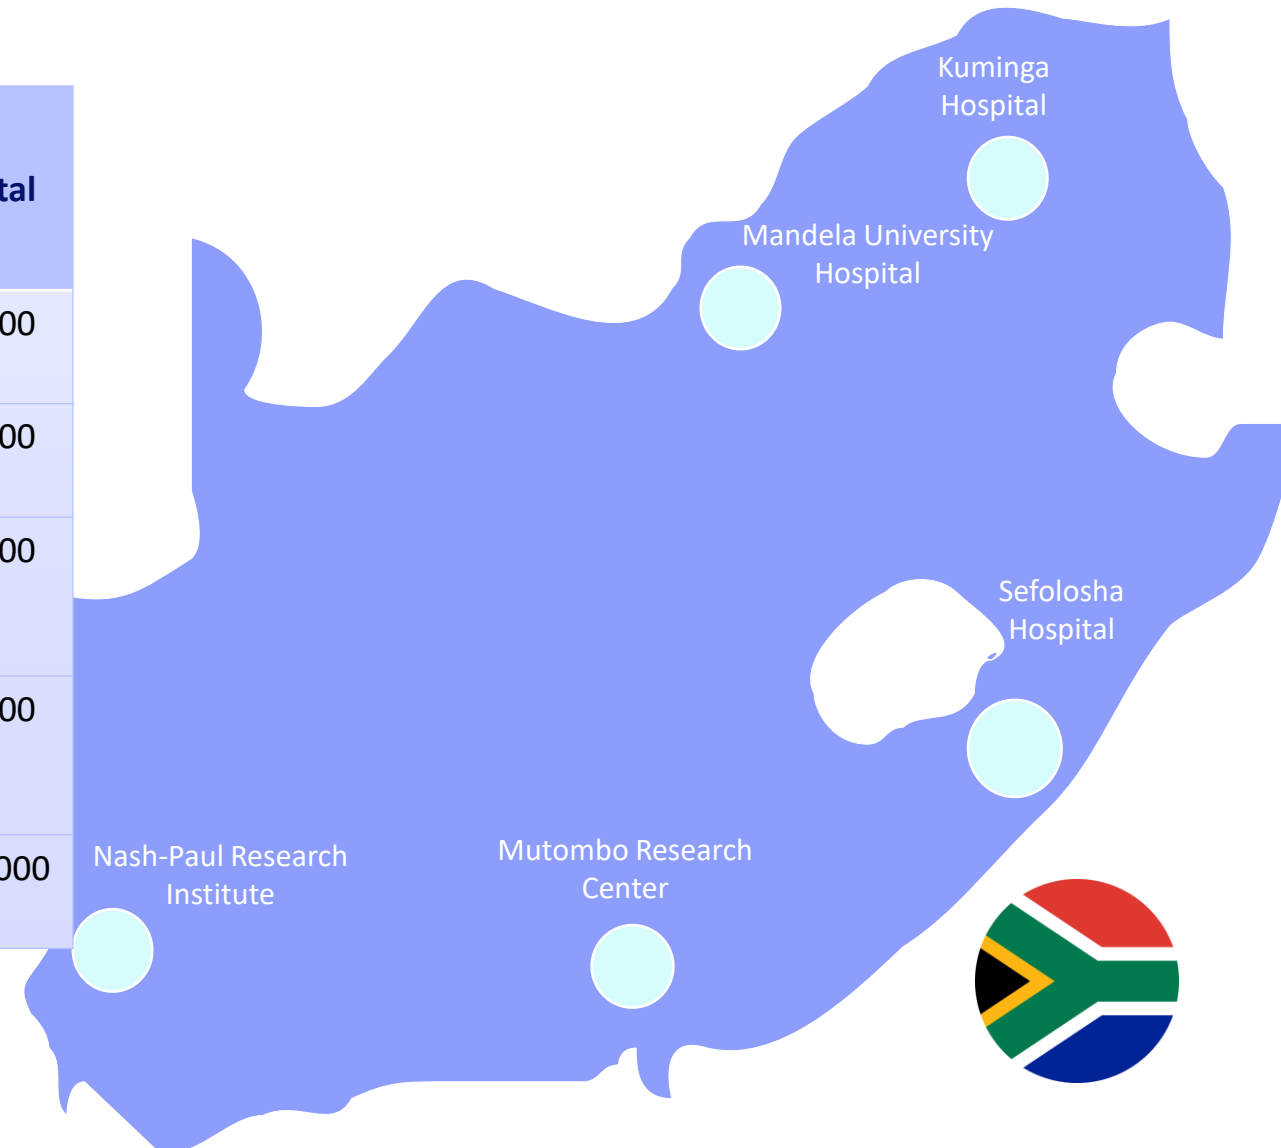 Kuminga
Hospital
Mandela University
Hospital
Sefolosha
Hospital
Nash-Paul Research
Institute
Mutombo Research
Center
tal
00
00
00
00
000